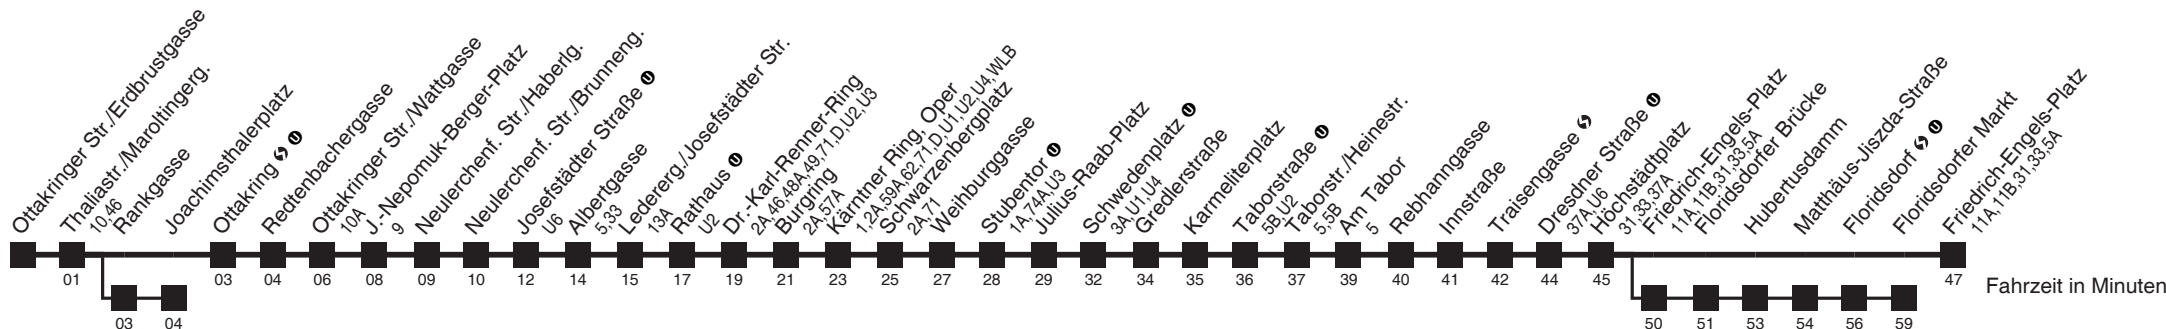 Ottakringer Str./Erdbrustgasse
Thaliastr./Maroltingerg.
10,46
Rankgasse
Joachimsthalerplatz
Ottakring
Redtenbachergasse
Ottakringer Str./Wattgasse
10A
J.-Nepomuk-Berger-Platz
9
Neulerchenf. Str./Haberlg.
Neulerchenf. Str./Brunneng.
Josefstädter Straße U
U6
Albertgasse
5,33
Ledererg./Josefstädter Str.
13A
Rathaus U
U2
Dr.-Karl-Renner-Ring
2A,46,48A,49,71,D,U2,U3
Burgring
2A,57A
Kärntner Ring, Oper
1,2A,59A,62,71,D,U1,U2,U4,WLB
Schwarzenbergplatz
2A,71
Weihburggasse
Stubentor U
1A,74A,U3
Julius-Raab-Platz
Schwedenplatz U
3A,U1,U4
Gredlerstraße
Karmeliterplatz
Taborstraße U
5B,U2
Taborstr./Heinestr.
5,5B
Am Tabor
5
Rebhanngasse
Innstraße
Traisengasse
Dresdner Straße U
37A,U6
Höchstädtplatz
31,33,37A
Friedrich-Engels-Platz
11A,11B,31,33,5A
Floridsdorfer Brücke
Hubertusdamm
Matthäus-Jiszda-Straße
Floridsdorf
Floridsdorfer Markt
Friedrich-Engels-Platz
11A,11B,31,33,5A
01 03 04 06 08 09 10 12 14 15 17 19 21 23 25 27 28 29 32 34 35 36 37 39 40 41 42 44 45 47
Fahrzeit in Minuten
03 04 50 51 53 54 56 59